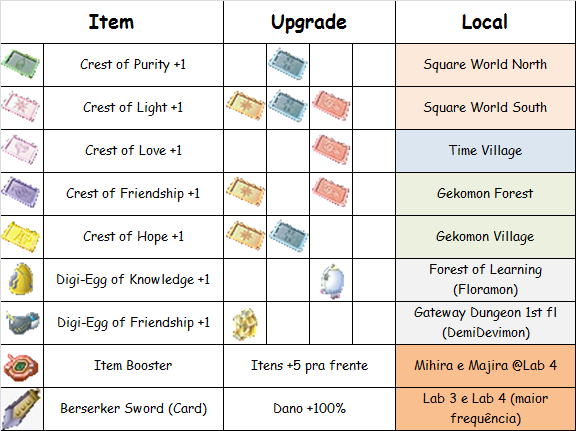 Item Upgrade Local
Crest of Purity +1 Square World North
Crest of Light +1 Square World South
Crest of Love +1 Time Village
Crest of Friendship +1 Gekomon Forest
Crest of Hope +1 Gekomon Village
Digi-Egg of Knowledge +1 Forest of Learning
(Floramon)
Digi-Egg of Friendship +1 Gateway Dungeon 1st fl
(DemiDevimon)
Item Booster Itens +5 pra frente Mihira e Majira @Lab 4
Berserker Sword (Card) Dano +100% Lab 3 e Lab 4 (maior
frequência)